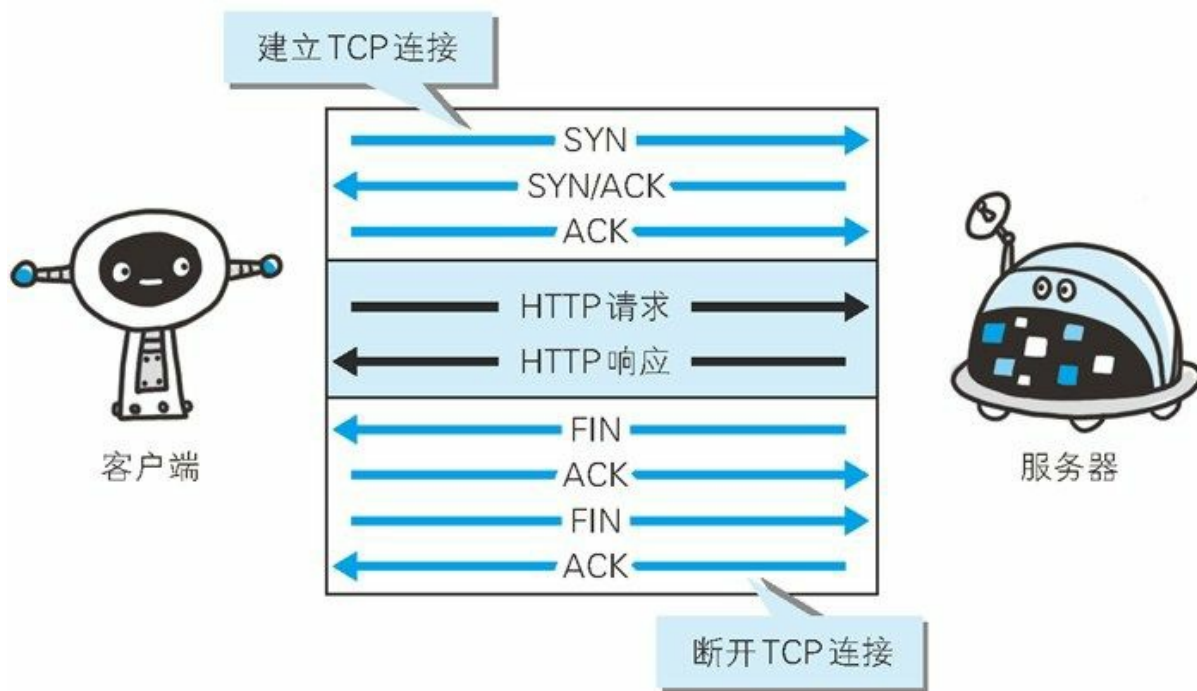 建立TCP连接
SYN
SYN/ACK
ACK
HTTP请求
HTTP响应
FIN
ACK
FIN
ACK
客户端
服务器
断开TCP连接